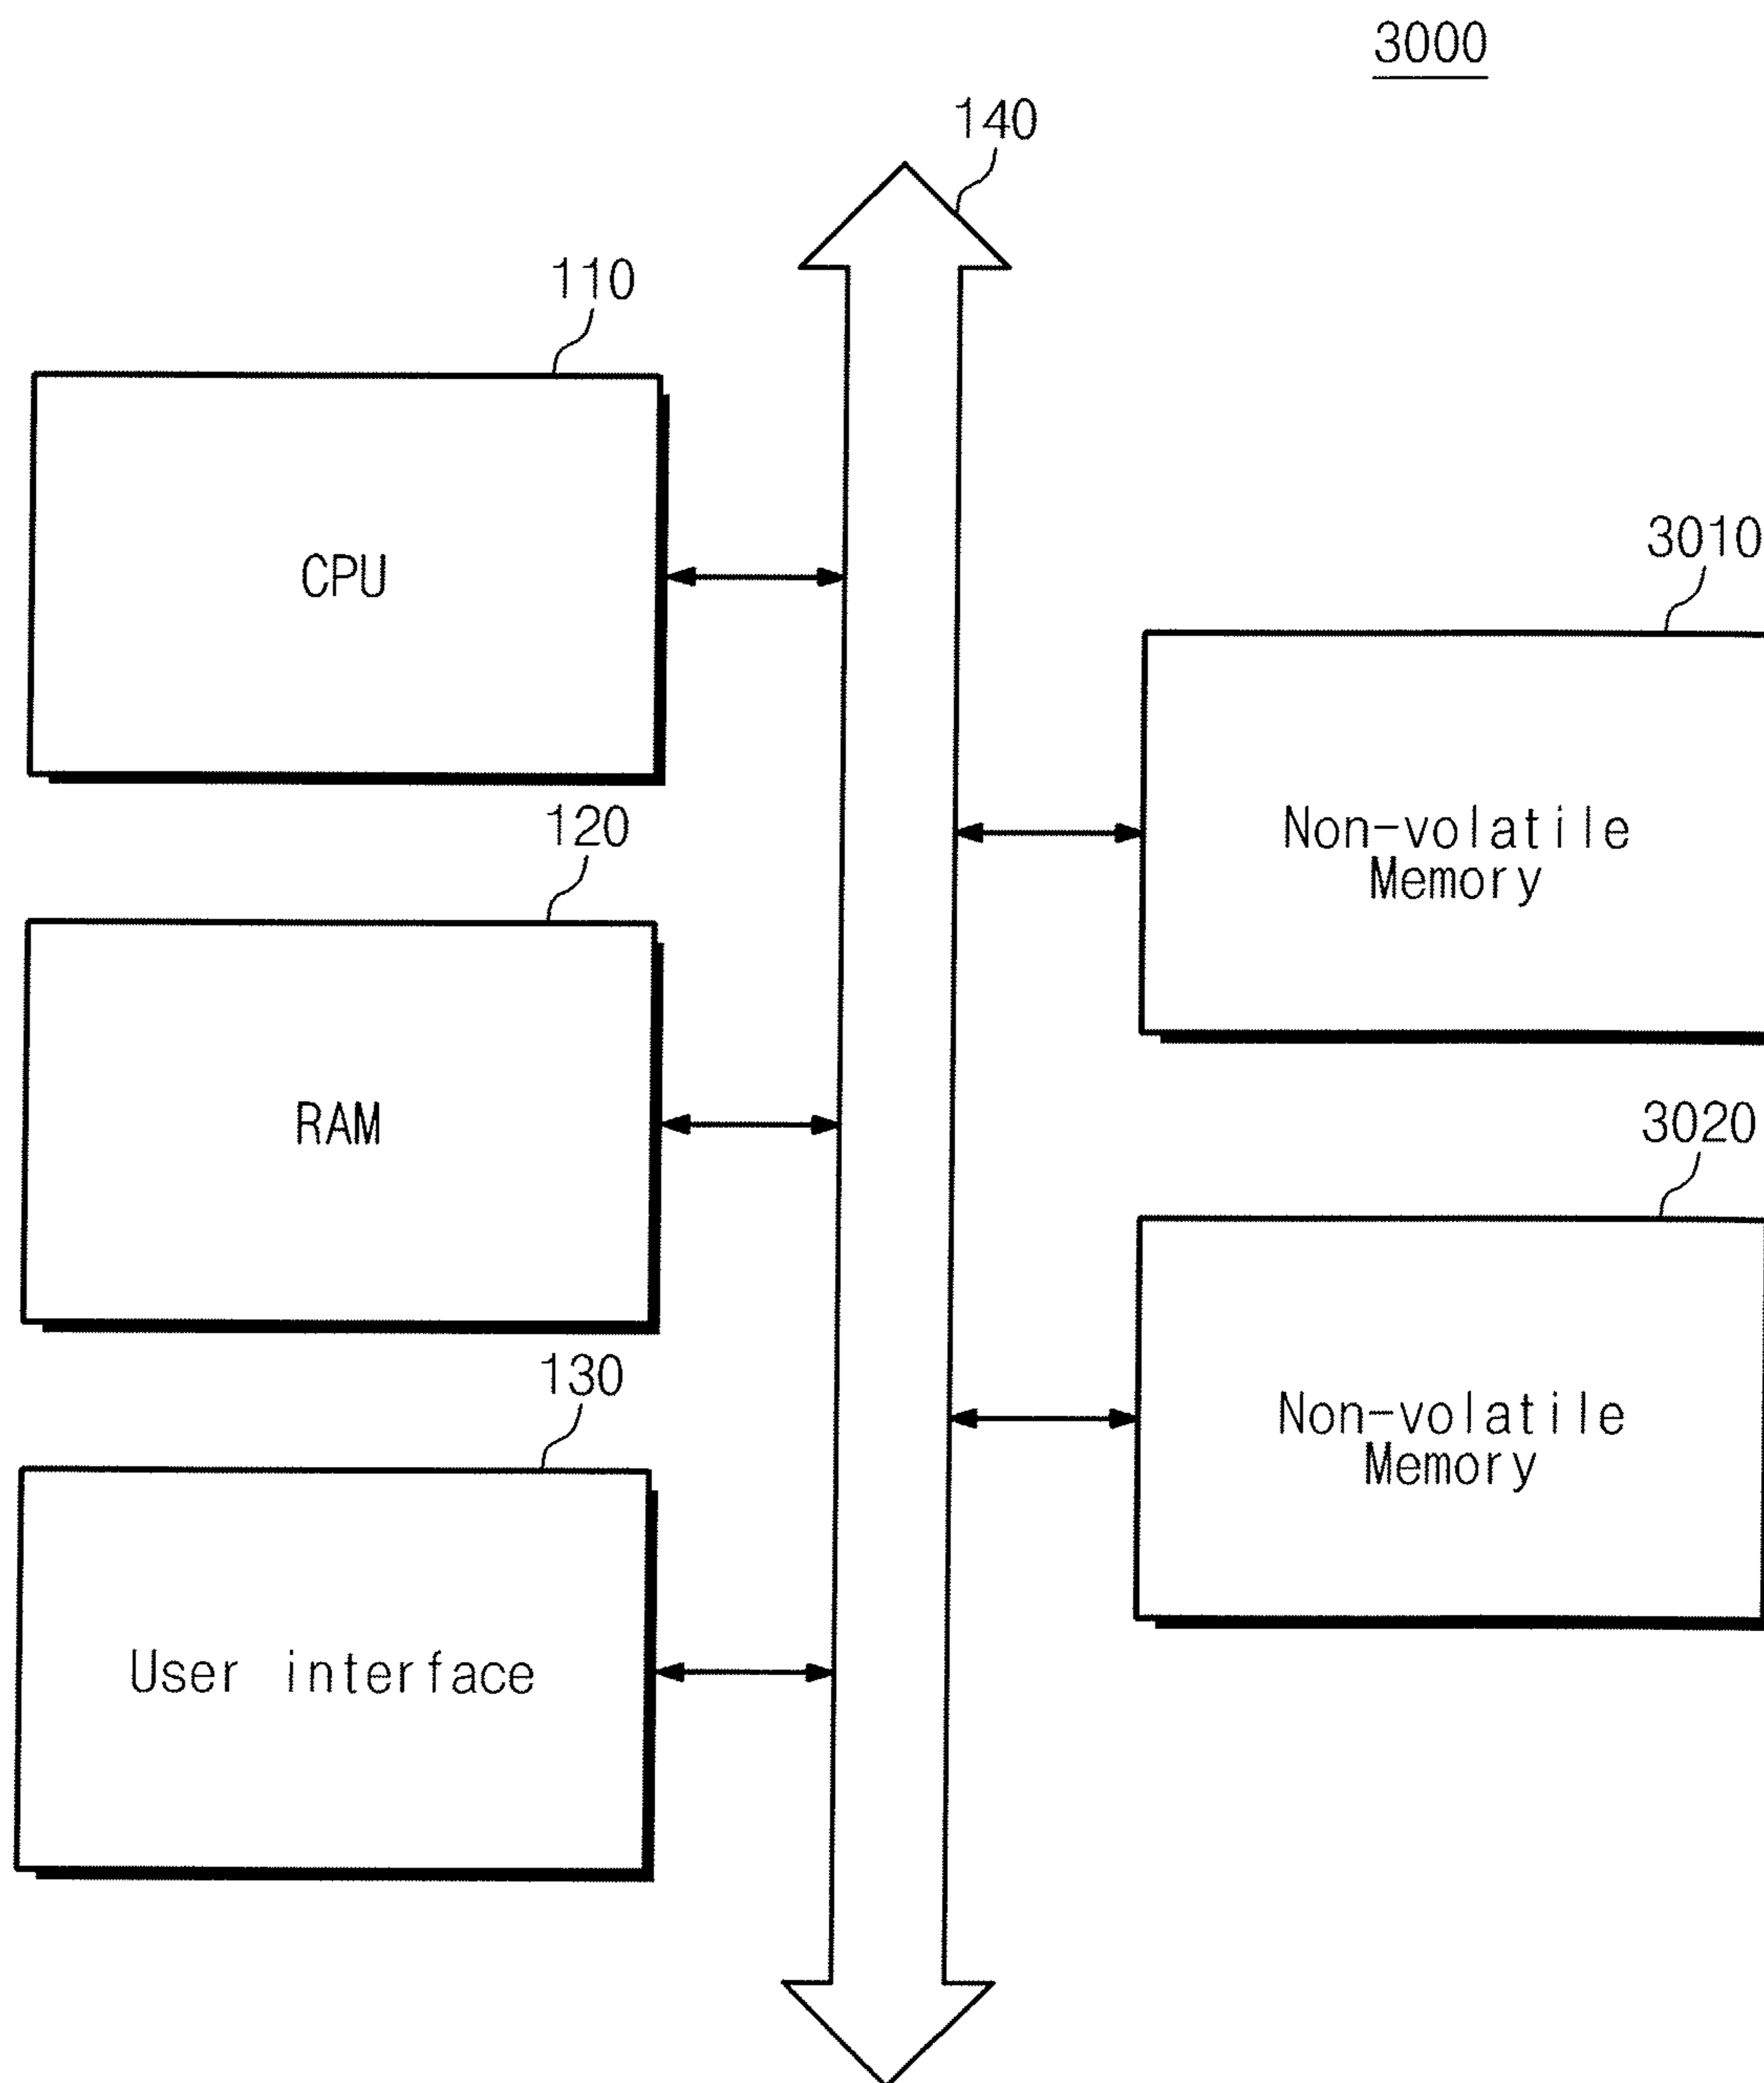 3000
140
110
CPU
3010
Non-volatile
Memory
120
RAM
3020
Non-volatile
Memory
130
User interface